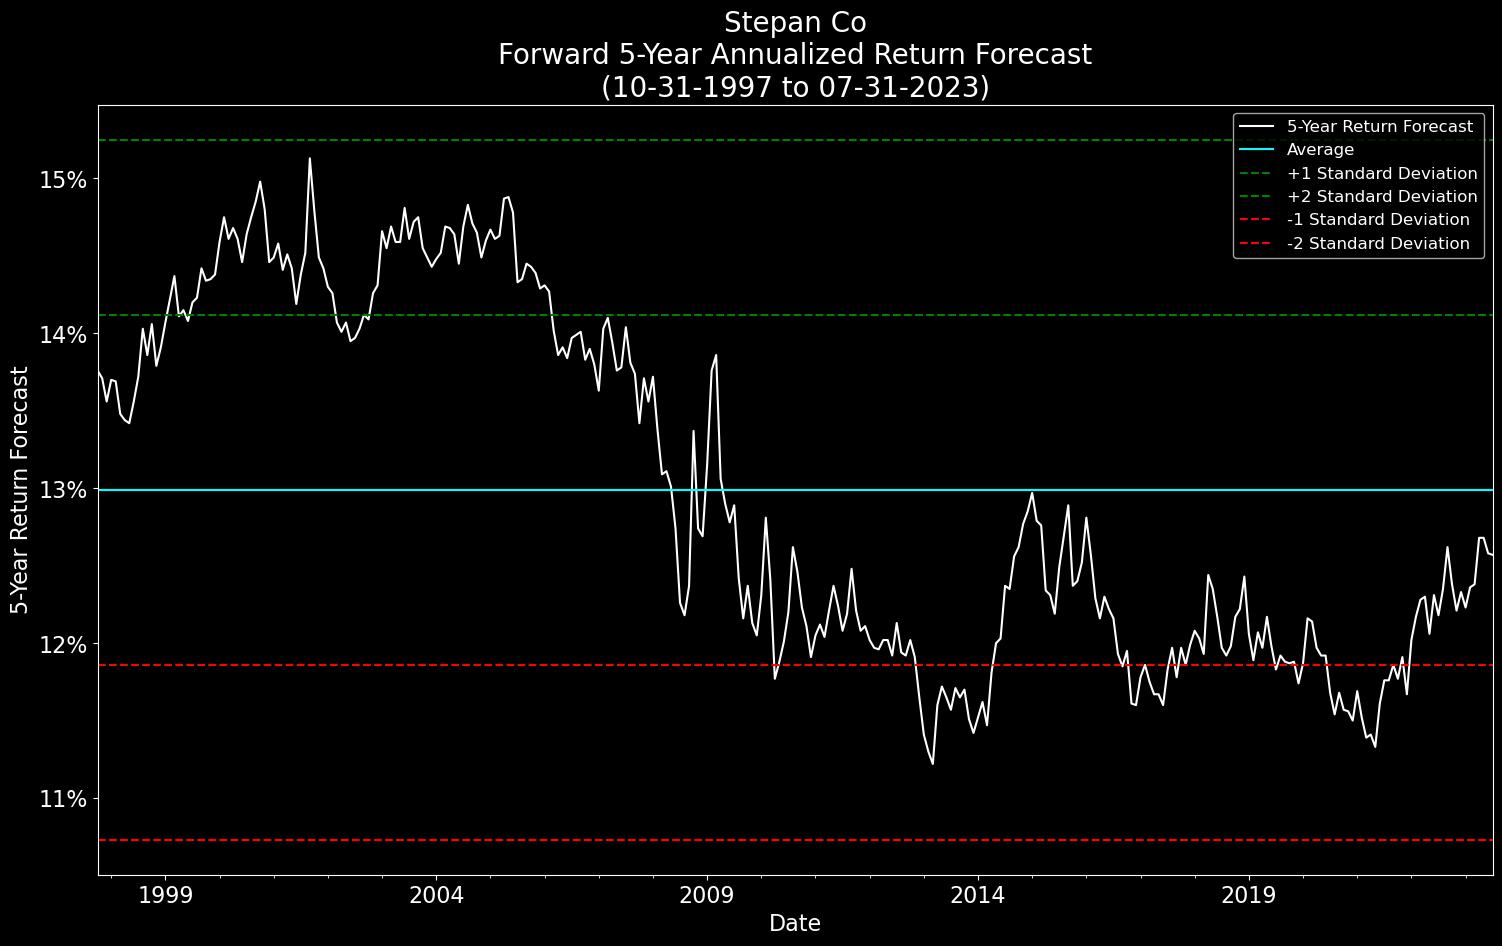 Stepan Co
Forward 5-Year Annualized Return Forecast
(10-31-1997 to 07-31-2023)
5-Year Return Forecast
Average
+1 Standard Deviation
+2 Standard Deviation
-1 Standard Deviation
-2 Standard Deviation
5-Year Return Forecast
15%
14%
13%
12%
11%
1999 2004 2009 2014 2019
Date